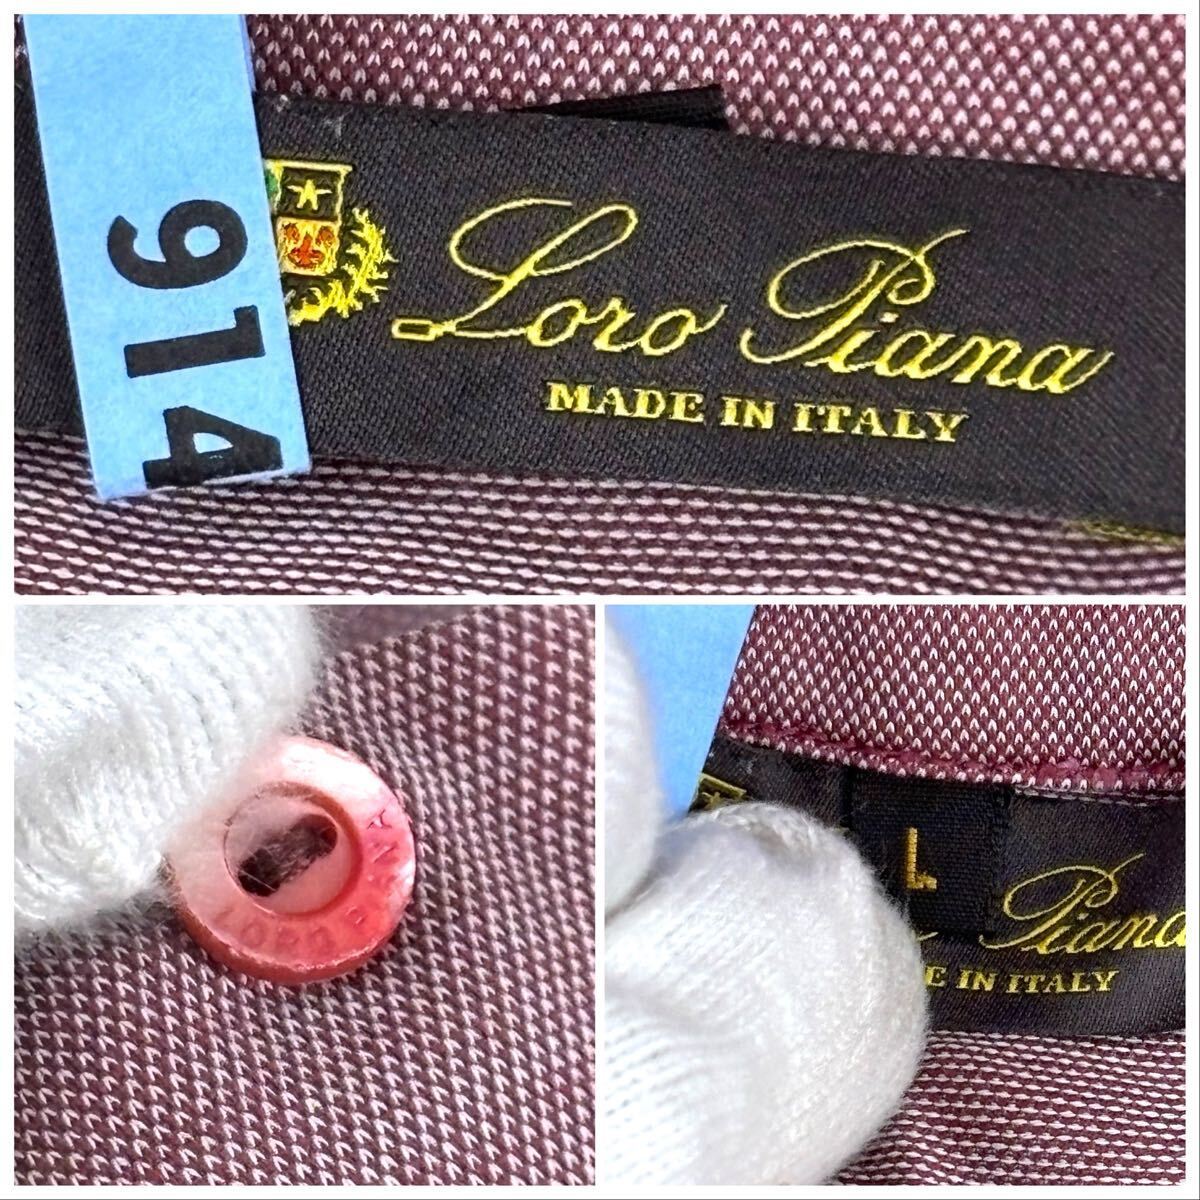 914
Loro Piana
MADE IN ITALY
LORO PIANA
L
Piana
E IN ITALY